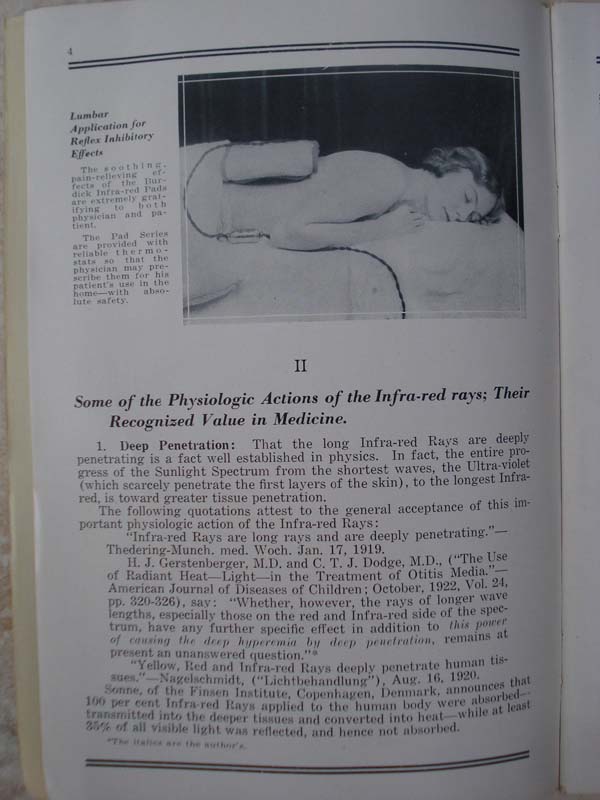 4
Lumbar
Application for
Reflex Inhibitory
Effects
The soothing,
pain-relieving ef-
fects of the Bur-
dick Infra-red Pads
are extremely grat-
ifying to both
physician and pa-
tient.
The Pad Series
are provided with
reliable thermo-
stats so that the
physician may pre-
scribe them for his
patient's use in the
home—with abso-
lute safety.
II
Some of the Physiologic Actions of the Infra-red rays; Their
Recognized Value in Medicine.
1. Deep Penetration: That the long Infra-red Rays are deeply
penetrating is a fact well established in physics. In fact, the entire pro-
gress of the Sunlight Spectrum from the shortest waves, the Ultra-violet
(which scarcely penetrate the first layers of the skin), to the longest Infra-
red, is toward greater tissue penetration.
The following quotations attest to the general acceptance of this im-
portant physiologic action of the Infra-red Rays:
"Infra-red Rays are long rays and are deeply penetrating."—
Thedering-Munch. med. Woch. Jan. 17, 1919.
H. J. Gerstenberger, M.D. and C. T. J. Dodge, M.D., ("The Use
of Radiant Heat—Light—in the Treatment of Otitis Media."—
American Journal of Diseases of Children; October, 1922, Vol. 24,
pp. 320-326), say: "Whether, however, the rays of longer wave
lengths, especially those on the red and Infra-red side of the spec-
trum, have any further specific effect in addition to this power
of causing the deep hyperemia by deep penetration, remains at
present an unanswered question."*
"Yellow, Red and Infra-red Rays deeply penetrate human tis-
sues."—Nagelschmidt, ("Lichtbehandlung"), Aug. 16, 1920.
Sonne, of the Finsen Institute, Copenhagen, Denmark, announces that
100 per cent Infra-red Rays applied to the human body were absorbed—
transmitted into the deeper tissues and converted into heat—while at least
35% of all visible light was reflected, and hence not absorbed.
*The italics are the author's.